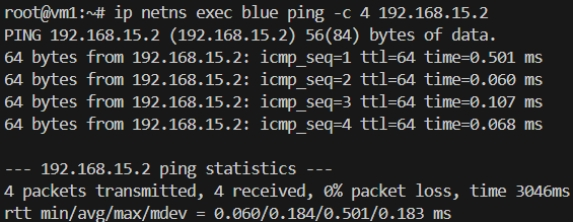 root@vm1:~# ip netns exec blue ping -c 4 192.168.15.2
PING 192.168.15.2 (192.168.15.2) 56(84) bytes of data.
64 bytes from 192.168.15.2: icmp_seq=1 ttl=64 time=0.501 ms
64 bytes from 192.168.15.2: icmp_seq=2 ttl=64 time=0.060 ms
64 bytes from 192.168.15.2: icmp_seq=3 ttl=64 time=0.107 ms
64 bytes from 192.168.15.2: icmp_seq=4 ttl=64 time=0.068 ms
--- 192.168.15.2 ping statistics ---
4 packets transmitted, 4 received, 0% packet loss, time 3046ms
rtt min/avg/max/mdev = 0.060/0.184/0.501/0.183 ms